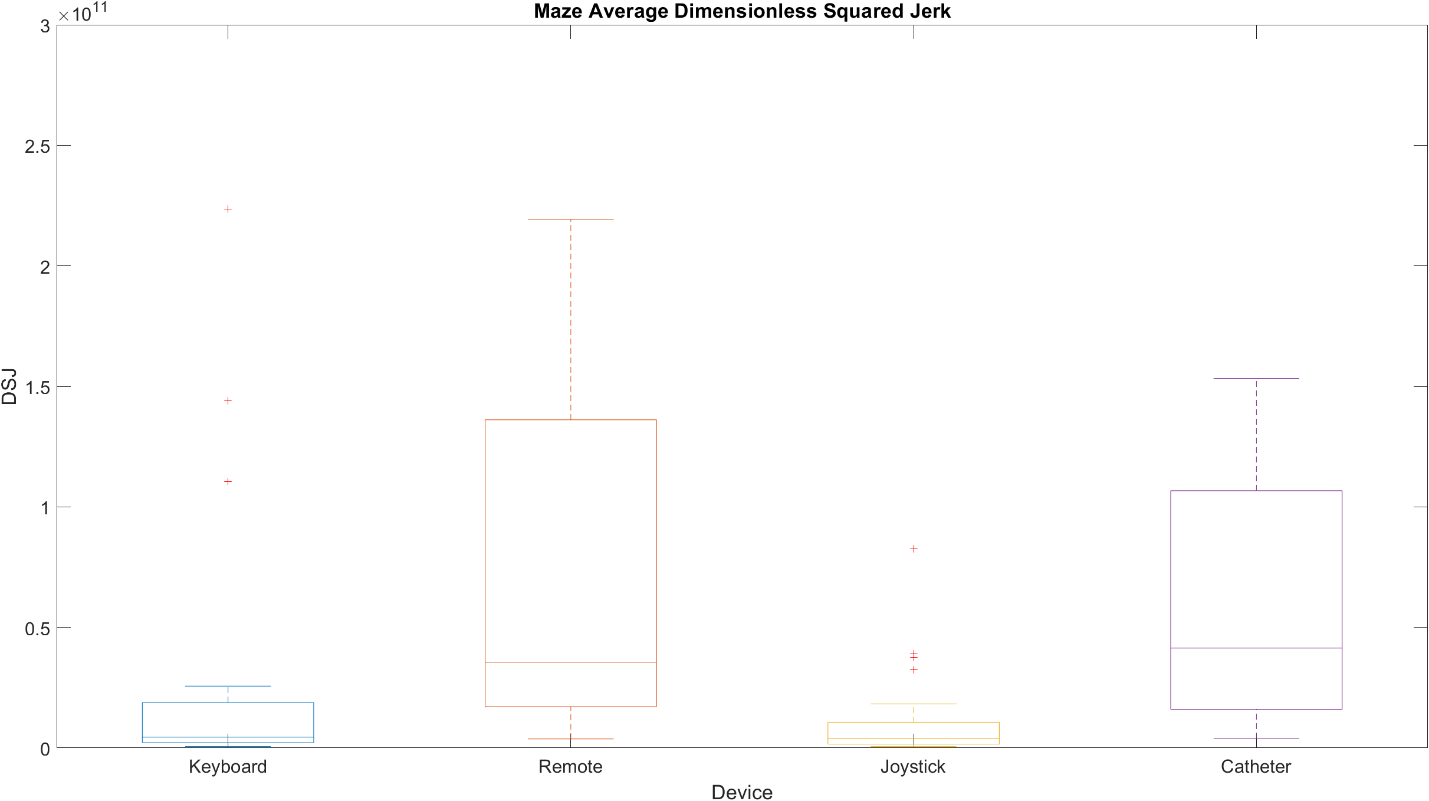 Maze Average Dimensionless Squared Jerk
×10^11
3
2.5
2
1.5
1
0.5
0
DSJ
Keyboard Remote Joystick Catheter
Device